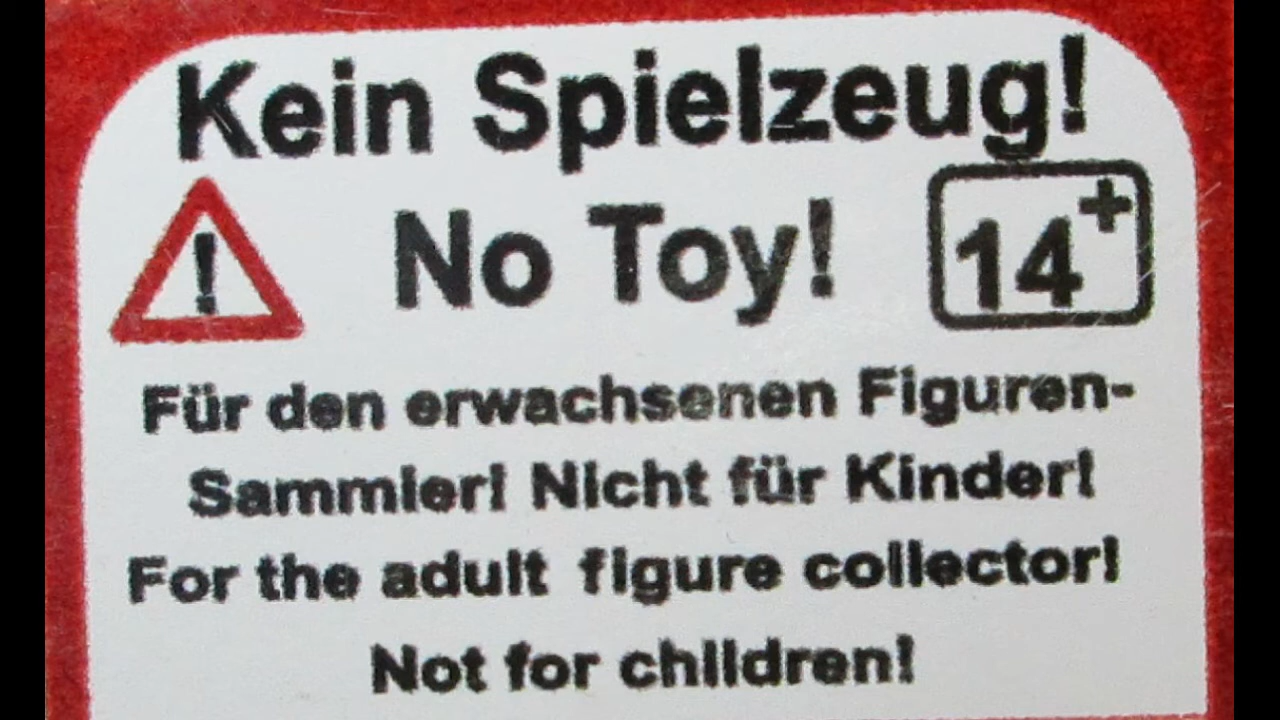 Kein Spielzeug!
! No Toy! 14+
Für den erwachsenen Figuren-
Sammler! Nicht für Kinder!
For the adult figure collector!
Not for children!